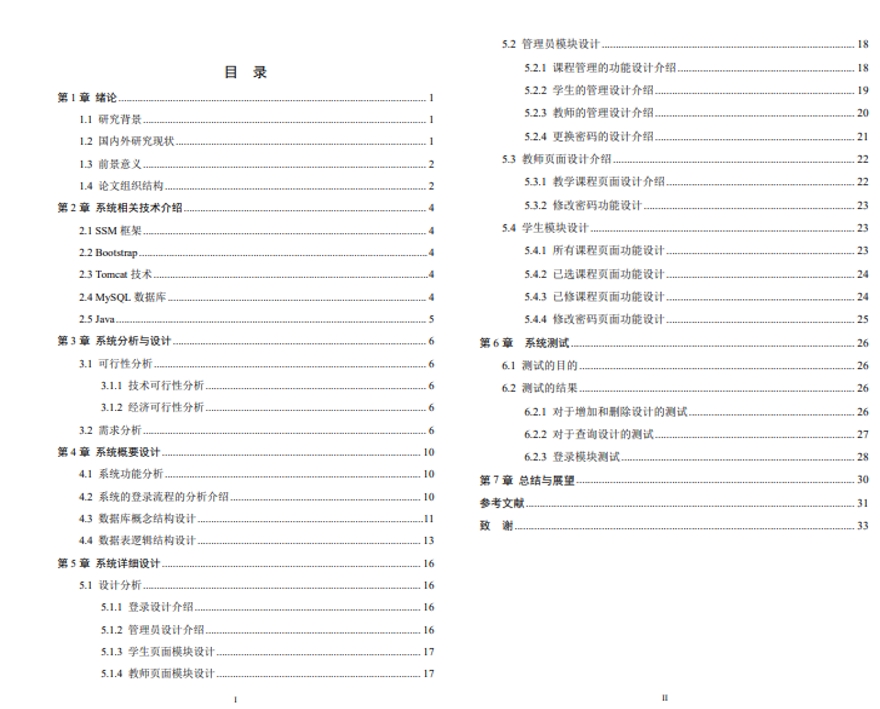 目 录
第 1 章 绪论 1
1.1 研究背景 1
1.2 国内外研究现状 1
1.3 前景意义 2
1.4 论文组织结构 2
第 2 章 系统相关技术介绍 4
2.1 SSM 框架 4
2.2 Bootstrap 4
2.3 Tomcat 技术 4
2.4 MySQL 数据库 4
2.5 Java 5
第 3 章 系统分析与设计 6
3.1 可行性分析 6
3.1.1 技术可行性分析 6
3.1.2 经济可行性分析 6
3.2 需求分析 6
第 4 章 系统概要设计 10
4.1 系统功能分析 10
4.2 系统的登录流程的分析介绍 10
4.3 数据库概念结构设计 11
4.4 数据表逻辑结构设计 13
第 5 章 系统详细设计 16
5.1 设计分析 16
5.1.1 登录设计介绍 16
5.1.2 管理员设计介绍 16
5.1.3 学生页面模块设计 17
5.1.4 教师页面模块设计 17
I
5.2 管理员模块设计 18
5.2.1 课程管理的功能设计介绍 18
5.2.2 学生的管理设计介绍 19
5.2.3 教师的管理设计介绍 20
5.2.4 更换密码的设计介绍 21
5.3 教师页面设计介绍 22
5.3.1 教学课程页面设计介绍 22
5.3.2 修改密码功能设计 23
5.4 学生模块设计 23
5.4.1 所有课程页面功能设计 23
5.4.2 已选课程页面功能设计 24
5.4.3 已修课程页面功能设计 24
5.4.4 修改密码页面功能设计 25
第 6 章 系统测试 26
6.1 测试的目的 26
6.2 测试的结果 26
6.2.1 对于增加和删除设计的测试 26
6.2.2 对于查询设计的测试 27
6.2.3 登录模块测试 28
第 7 章 总结与展望 30
参考文献 31
致 谢 33
II